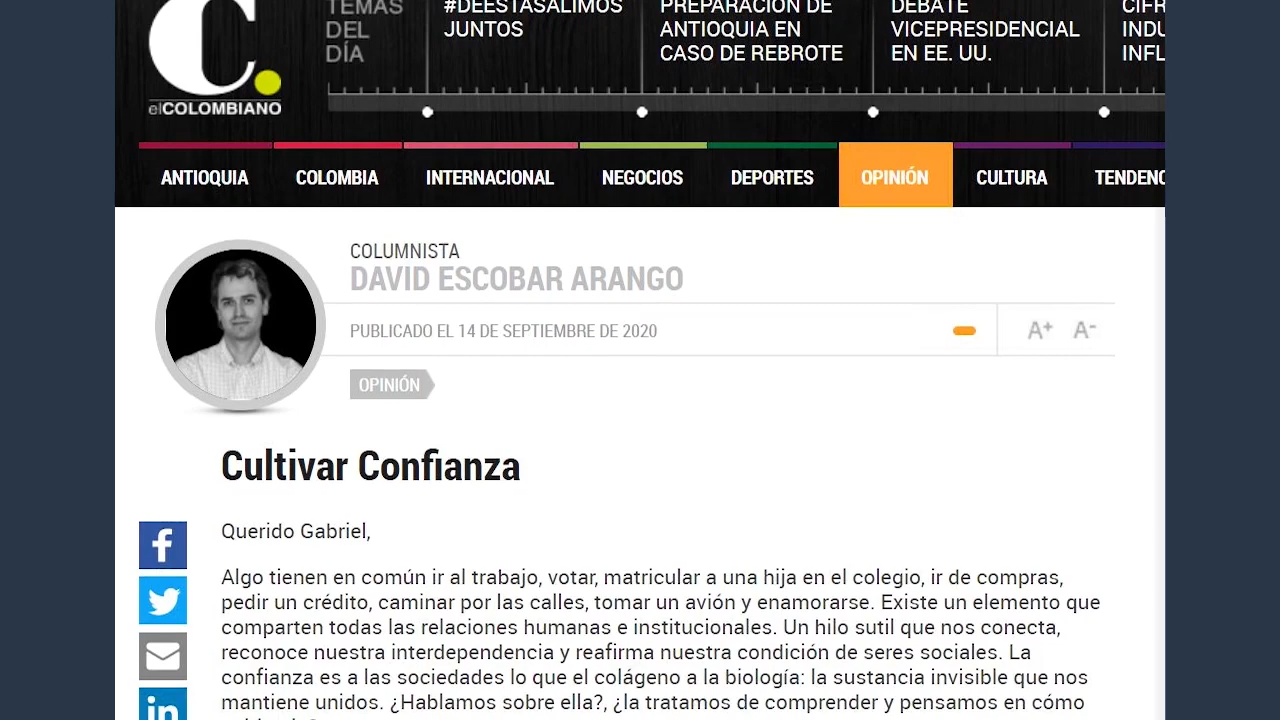 TEMAS
DEL
DÍA
#DEESTASALIMOS
JUNTOS
PREPARACIÓN DE
ANTIOQUIA EN
CASO DE REBROTE
DEBATE
VICEPRESIDENCIAL
EN EE. UU.
CIFR
INDU
INFL
elCOLOMBIANO
ANTIOQUIA
COLOMBIA
INTERNACIONAL
NEGOCIOS
DEPORTES
OPINIÓN
CULTURA
TENDENC
COLUMNISTA
DAVID ESCOBAR ARANGO
PUBLICADO EL 14 DE SEPTIEMBRE DE 2020
A+ A-
OPINIÓN
Cultivar Confianza
Querido Gabriel,
Algo tienen en común ir al trabajo, votar, matricular a una hija en el colegio, ir de compras,
pedir un crédito, caminar por las calles, tomar un avión y enamorarse. Existe un elemento que
comparten todas las relaciones humanas e institucionales. Un hilo sutil que nos conecta,
reconoce nuestra interdependencia y reafirma nuestra condición de seres sociales. La
confianza es a las sociedades lo que el colágeno a la biología: la sustancia invisible que nos
mantiene unidos. ¿Hablamos sobre ella?, ¿la tratamos de comprender y pensamos en cómo